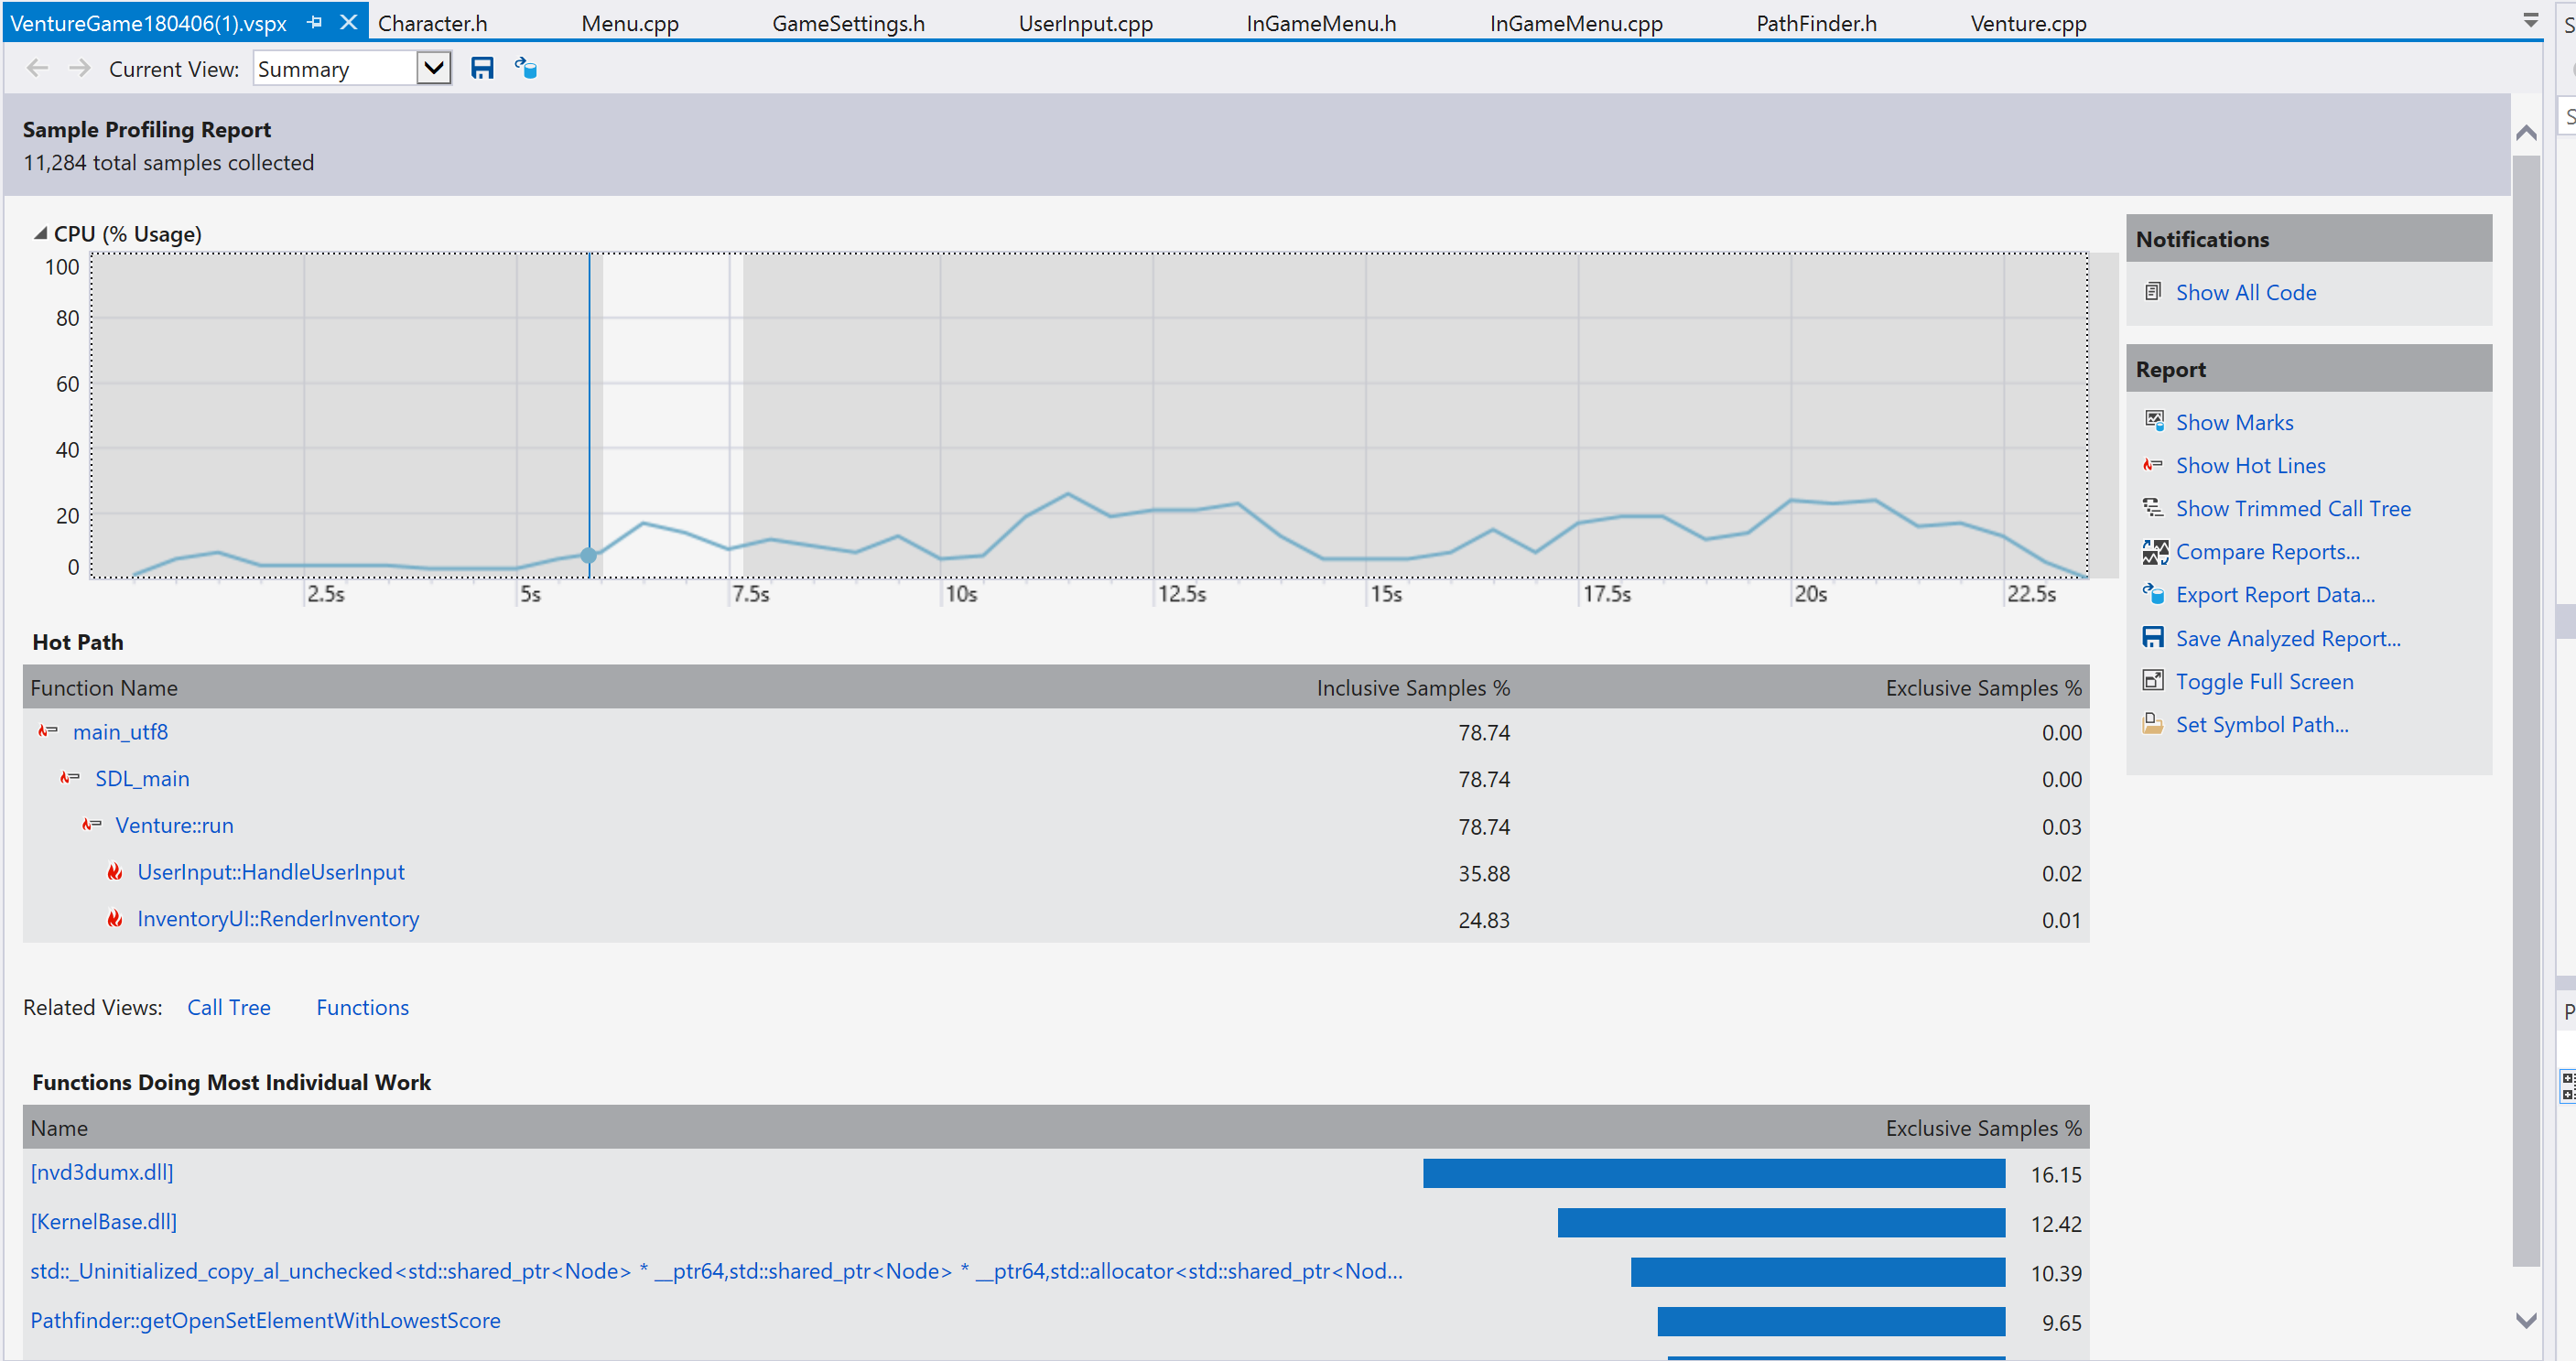 VentureGame180406(1).vspx Character.h Menu.cpp GameSettings.h UserInput.cpp InGameMenu.h InGameMenu.cpp PathFinder.h Venture.cpp
Current View: Summary
Sample Profiling Report
11,284 total samples collected
CPU (% Usage)
100
80
60
40
20
0
2.5s 5s 7.5s 10s 12.5s 15s 17.5s 20s 22.5s
Notifications
Show All Code
Report
Show Marks
Show Hot Lines
Show Trimmed Call Tree
Compare Reports...
Export Report Data...
Save Analyzed Report...
Toggle Full Screen
Set Symbol Path...
Hot Path
Function Name Inclusive Samples % Exclusive Samples %
main_utf8 78.74 0.00
SDL_main 78.74 0.00
Venture::run 78.74 0.03
UserInput::HandleUserInput 35.88 0.02
InventoryUI::RenderInventory 24.83 0.01
Related Views: Call Tree Functions
Functions Doing Most Individual Work
Name Exclusive Samples %
[nvd3dumx.dll] 16.15
[KernelBase.dll] 12.42
std::_Uninitialized_copy_al_unchecked<std::shared_ptr<Node> * __ptr64,std::shared_ptr<Node> * __ptr64,std::allocator<std::shared_ptr<Nod... 10.39
Pathfinder::getOpenSetElementWithLowestScore 9.65